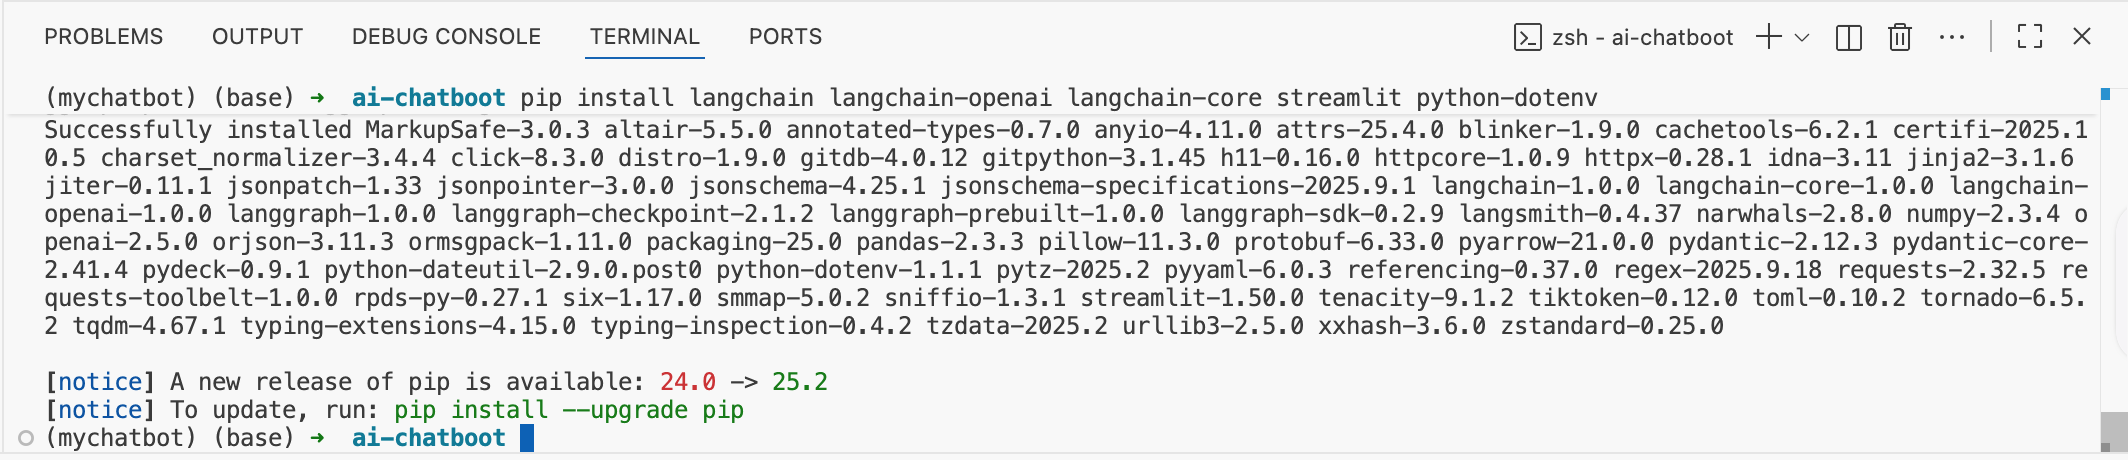 PROBLEMS OUTPUT DEBUG CONSOLE TERMINAL PORTS zsh - ai-chatboot
(mychatbot) (base) ➜ ai-chatboot pip install langchain langchain-openai langchain-core streamlit python-dotenv
Successfully installed MarkupSafe-3.0.3 altair-5.5.0 annotated-types-0.7.0 anyio-4.11.0 attrs-25.4.0 blinker-1.9.0 cachetools-6.2.1 certifi-2025.1
0.5 charset_normalizer-3.4.4 click-8.3.0 distro-1.9.0 gitdb-4.0.12 gitpython-3.1.45 h11-0.16.0 httpcore-1.0.9 httpx-0.28.1 idna-3.11 jinja2-3.1.6
jiter-0.11.1 jsonpatch-1.33 jsonpointer-3.0.0 jsonschema-4.25.1 jsonschema-specifications-2025.9.1 langchain-1.0.0 langchain-core-1.0.0 langchain-
openai-1.0.0 langgraph-1.0.0 langgraph-checkpoint-2.1.2 langgraph-prebuilt-1.0.0 langgraph-sdk-0.2.9 langsmith-0.4.37 narwhals-2.8.0 numpy-2.3.4 o
penai-2.5.0 orjson-3.11.3 ormsgpack-1.11.0 packaging-25.0 pandas-2.3.3 pillow-11.3.0 protobuf-6.33.0 pyarrow-21.0.0 pydantic-2.12.3 pydantic-core-
2.41.4 pydeck-0.9.1 python-dateutil-2.9.0.post0 python-dotenv-1.1.1 pytz-2025.2 pyyaml-6.0.3 referencing-0.37.0 regex-2025.9.18 requests-2.32.5 re
quests-toolbelt-1.0.0 rpds-py-0.27.1 six-1.17.0 smmap-5.0.2 sniffio-1.3.1 streamlit-1.50.0 tenacity-9.1.2 tiktoken-0.12.0 toml-0.10.2 tornado-6.5.
2 tqdm-4.67.1 typing-extensions-4.15.0 typing-inspection-0.4.2 tzdata-2025.2 urllib3-2.5.0 xxhash-3.6.0 zstandard-0.25.0
[notice] A new release of pip is available: 24.0 -> 25.2
[notice] To update, run: pip install --upgrade pip
(mychatbot) (base) ➜ ai-chatboot